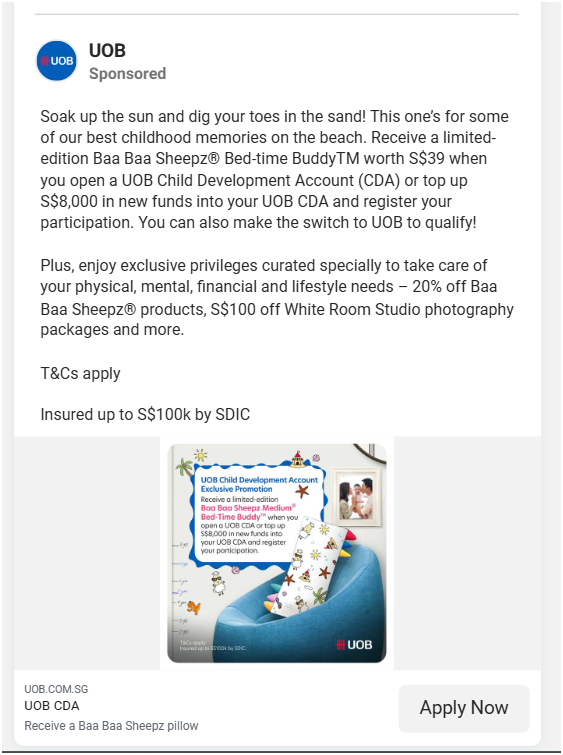 UOB
UOB
Sponsored
Soak up the sun and dig your toes in the sand! This one's for some
of our best childhood memories on the beach. Receive a limited-
edition Baa Baa Sheepz® Bed-time BuddyTM worth S$39 when
you open a UOB Child Development Account (CDA) or top up
S$8,000 in new funds into your UOB CDA and register your
participation. You can also make the switch to UOB to qualify!
Plus, enjoy exclusive privileges curated specially to take care of
your physical, mental, financial and lifestyle needs – 20% off Baa
Baa Sheepz® products, S$100 off White Room Studio photography
packages and more.
T&Cs apply
Insured up to S$100k by SDIC
UOB Child Development Account
Exclusive Promotion
Receive a limited-edition
Baa Baa Sheepz Medium®
Bed-Time Buddy™ when you
open a UOB CDA or top up
S$8,000 in new funds into
your UOB CDA and register
your participation.
T&Cs apply
Insured up to S$100k by SDIC
UOB
UOB.COM.SG
UOB CDA
Receive a Baa Baa Sheepz pillow
Apply Now